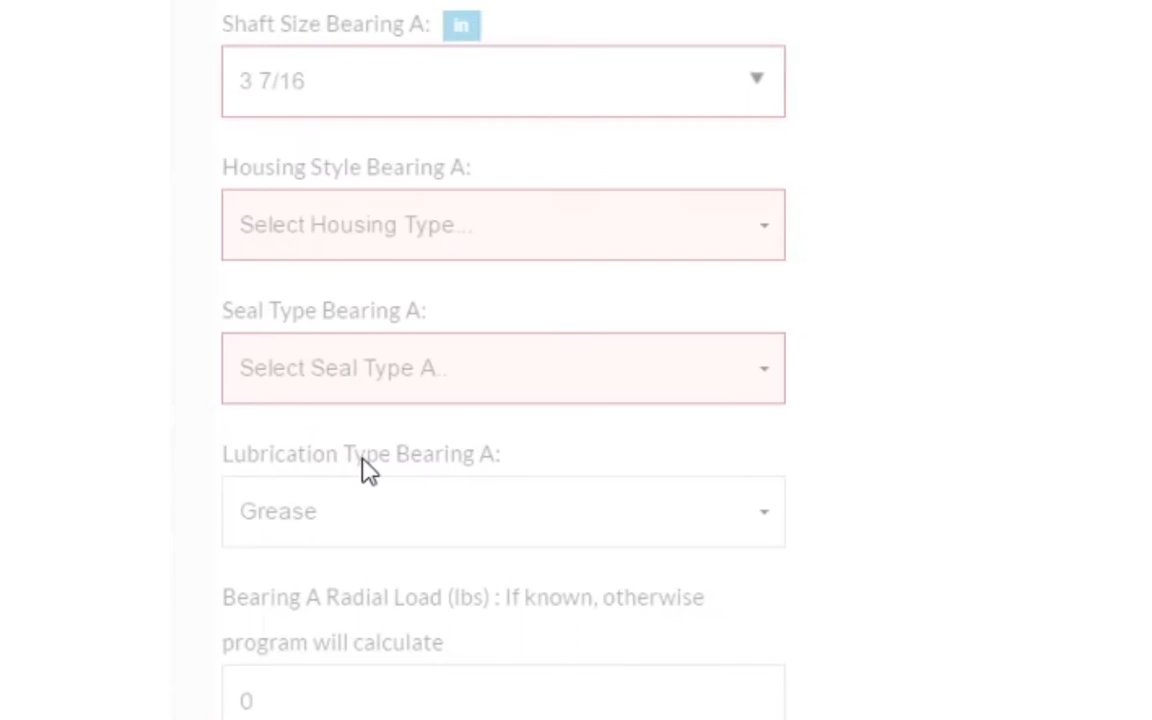 Shaft Size Bearing A: in
3 7/16
Housing Style Bearing A:
Select Housing Type...
Seal Type Bearing A:
Select Seal Type A..
Lubrication Type Bearing A:
Grease
Bearing A Radial Load (lbs) : If known, otherwise
program will calculate
0